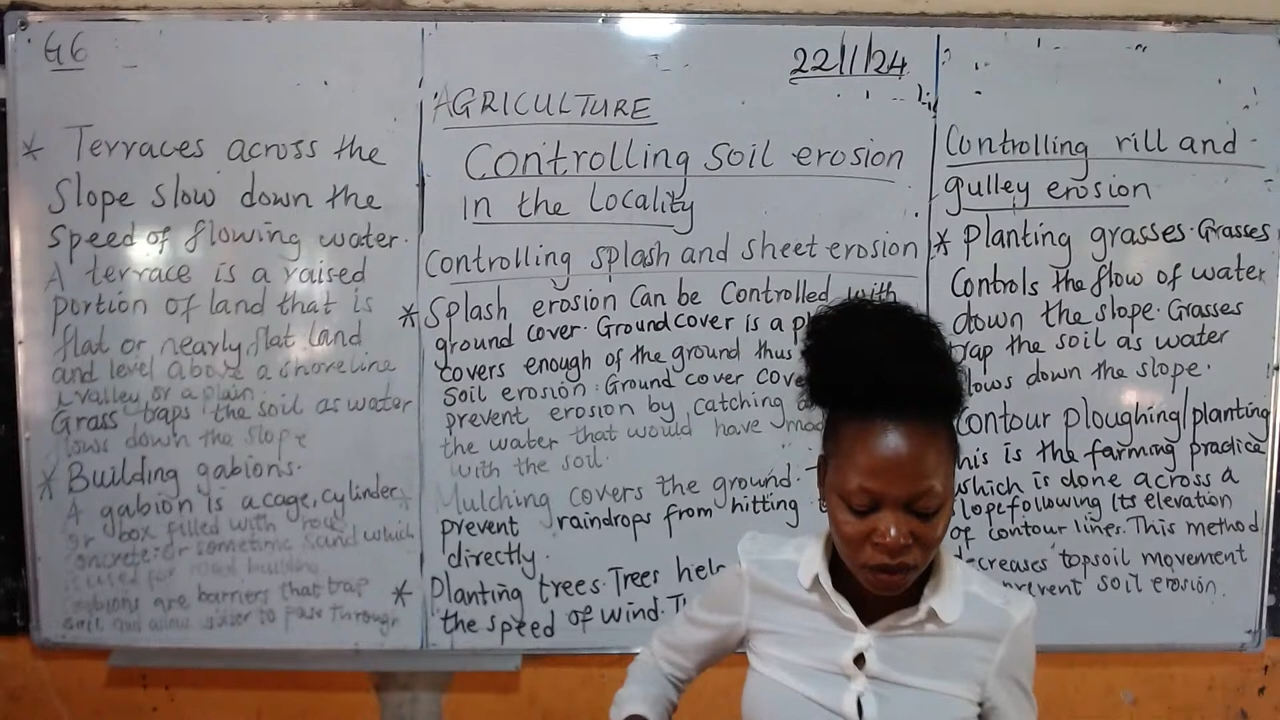 G6
22/1/24
AGRICULTURE
Controlling Soil erosion
in the Locality
Controlling splash and sheet erosion
* Splash erosion Can be Controlled with
ground cover. Ground cover is a
covers enough of the ground thus
soil erosion. Ground cover
prevent erosion by catching
the water that would have
with the soil.
Mulching covers the ground.
prevent raindrops from hitting
directly.
* Planting trees. Trees
the speed of wind.
Controlling rill and
gulley erosion
* Planting grasses. Grasses
Controls the flow of water
down the slope. Grasses
the soil as water
down the slope.
Contour ploughing/planting
is the farming practice
which is done across a
following its elevation
of contour lines. This method
topsoil movement
prevent soil erosion.
* Terraces across the
Slope slow down the
Speed of flowing water.
A terrace is a raised
portion of land that is
flat or nearly flat land
and level above a shoreline
valley or a plain.
Grass traps the soil as water
down the slope
* Building gabions.
A gabion is a cage, cylinder
or box filled with
or sometime sand which
used for road building
gabions are barriers that trap
soil and allow water to pass through